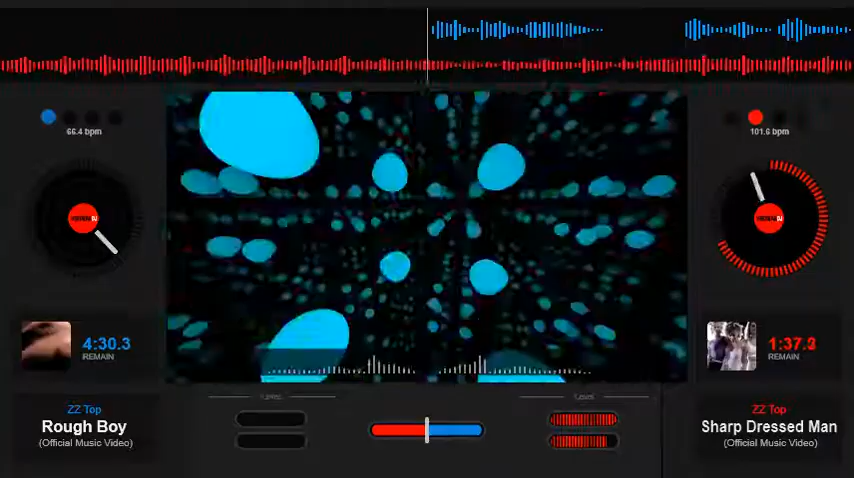 66.4 bpm
101.6 bpm
4:30.3
REMAIN
1:37.2
REMAIN
ZZ Top
Rough Boy
(Official Music Video)
ZZ Top
Sharp Dressed Man
(Official Music Video)